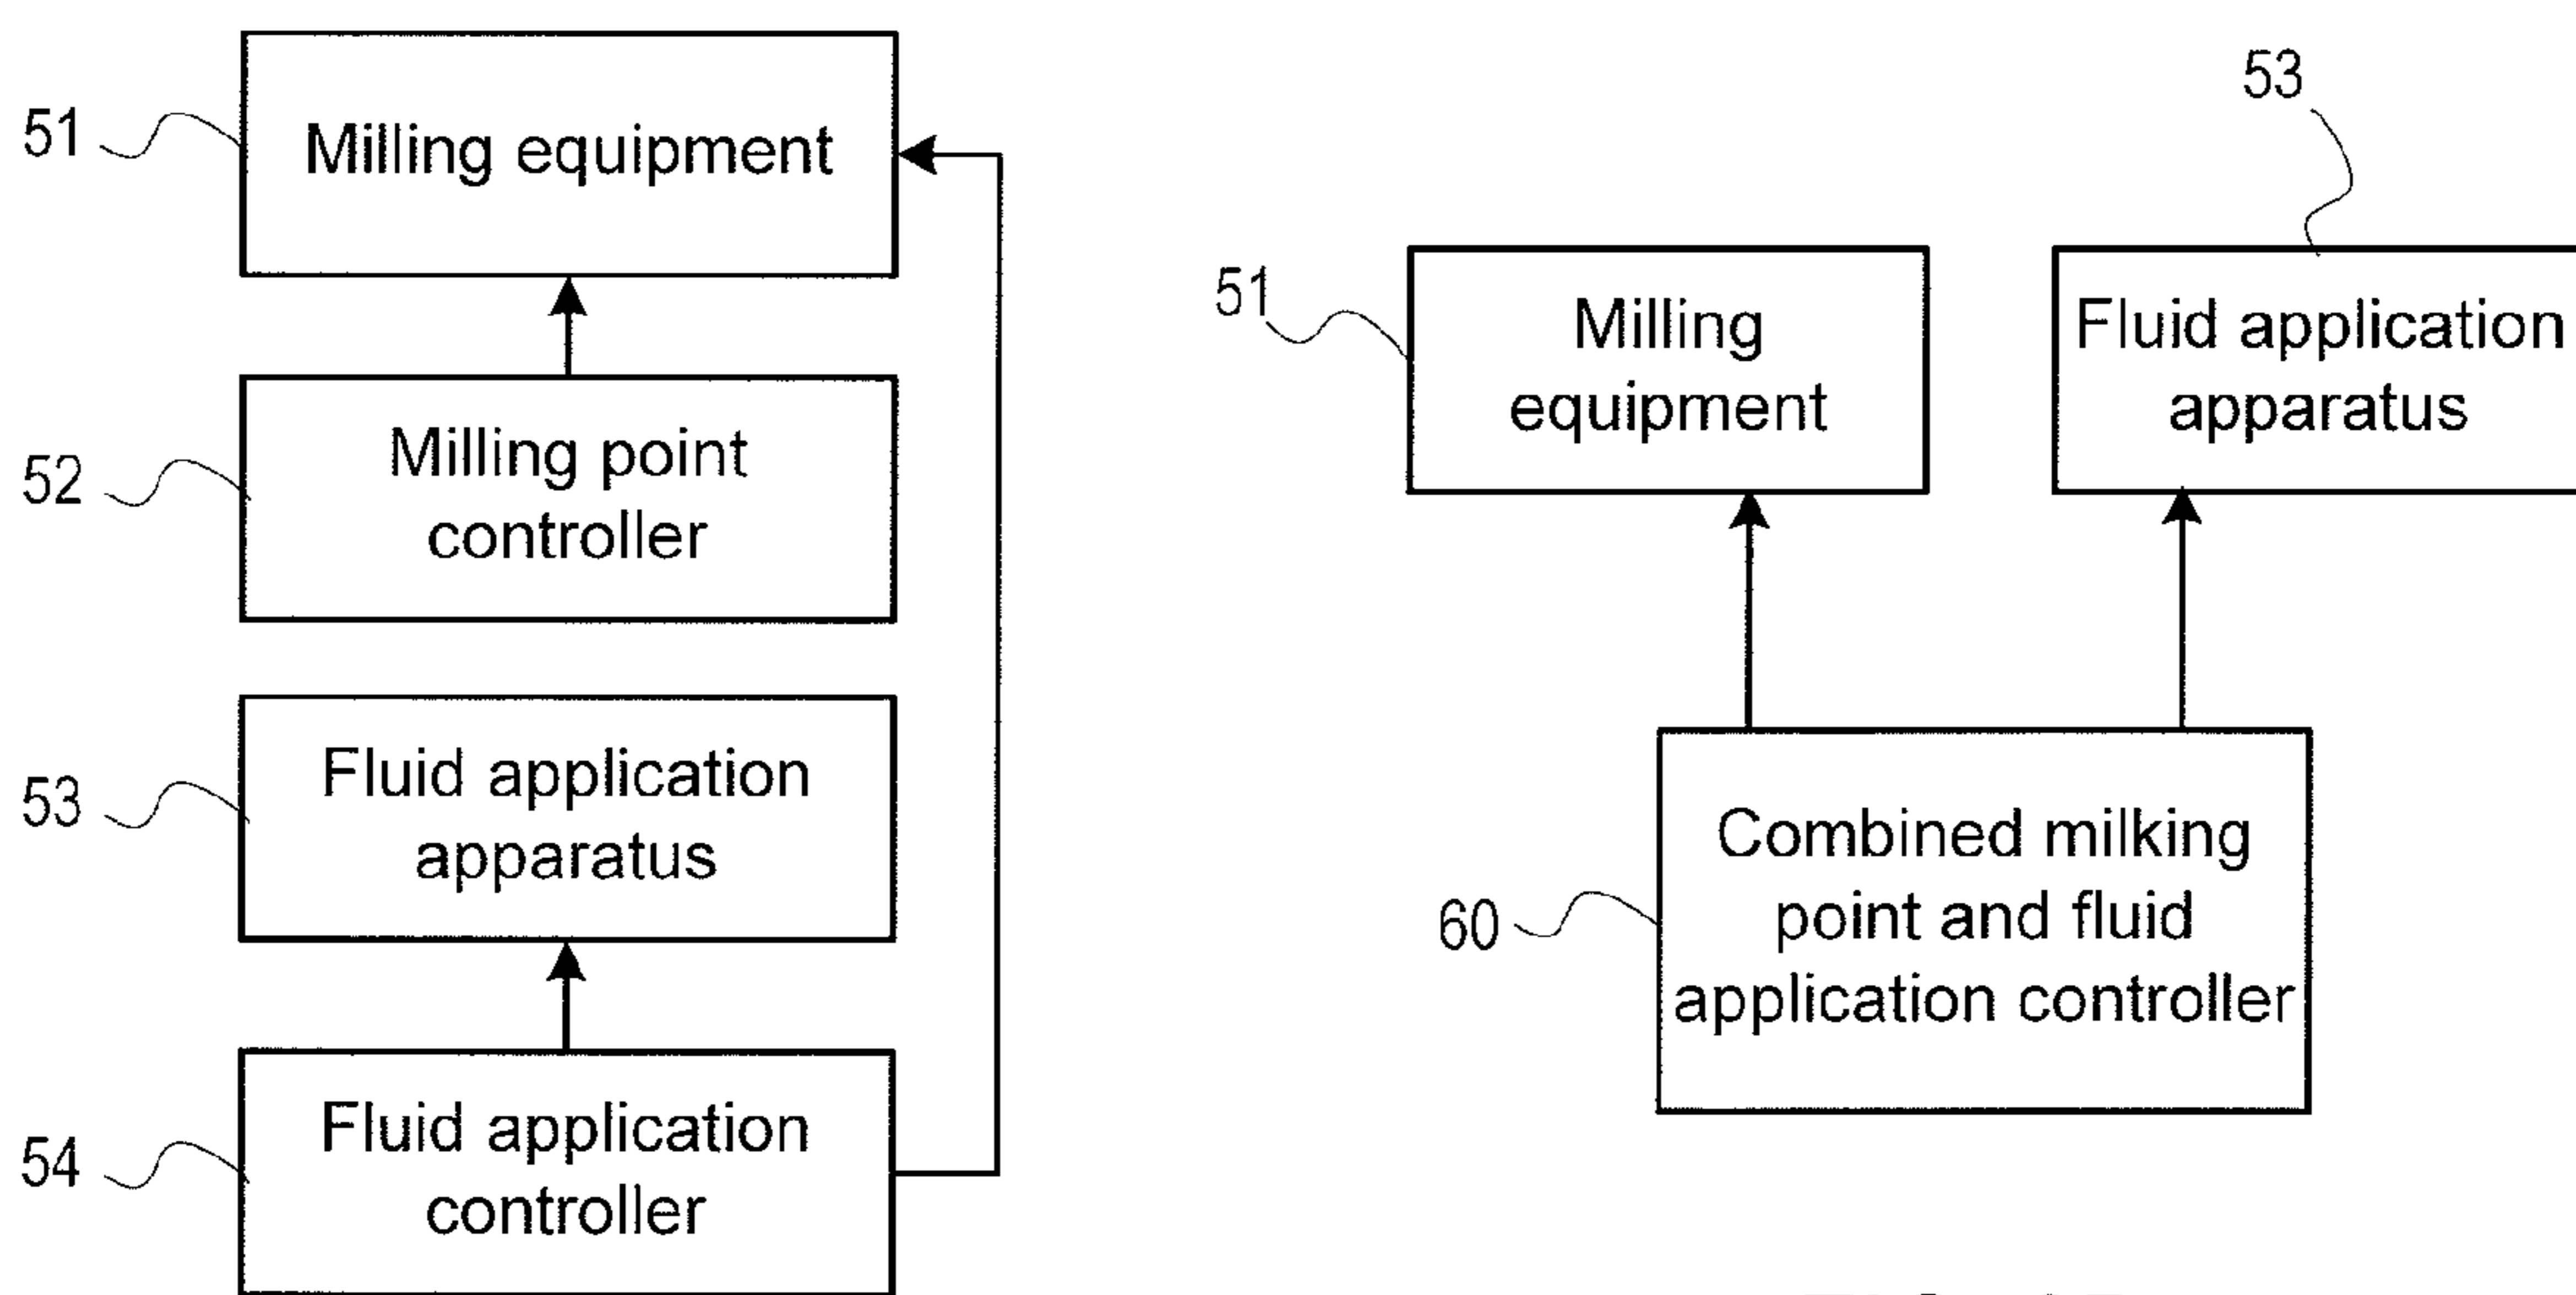 51
Milling equipment
52
Milling point
controller
53
Fluid application
apparatus
54
Fluid application
controller
53
51
Milling
equipment
Fluid application
apparatus
60
Combined milking
point and fluid
application controller